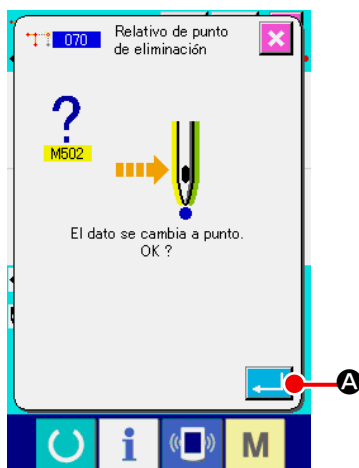 070
Relativo de punto
de eliminación
?
M502
El dato se cambia a punto.
OK ?
A
i
M